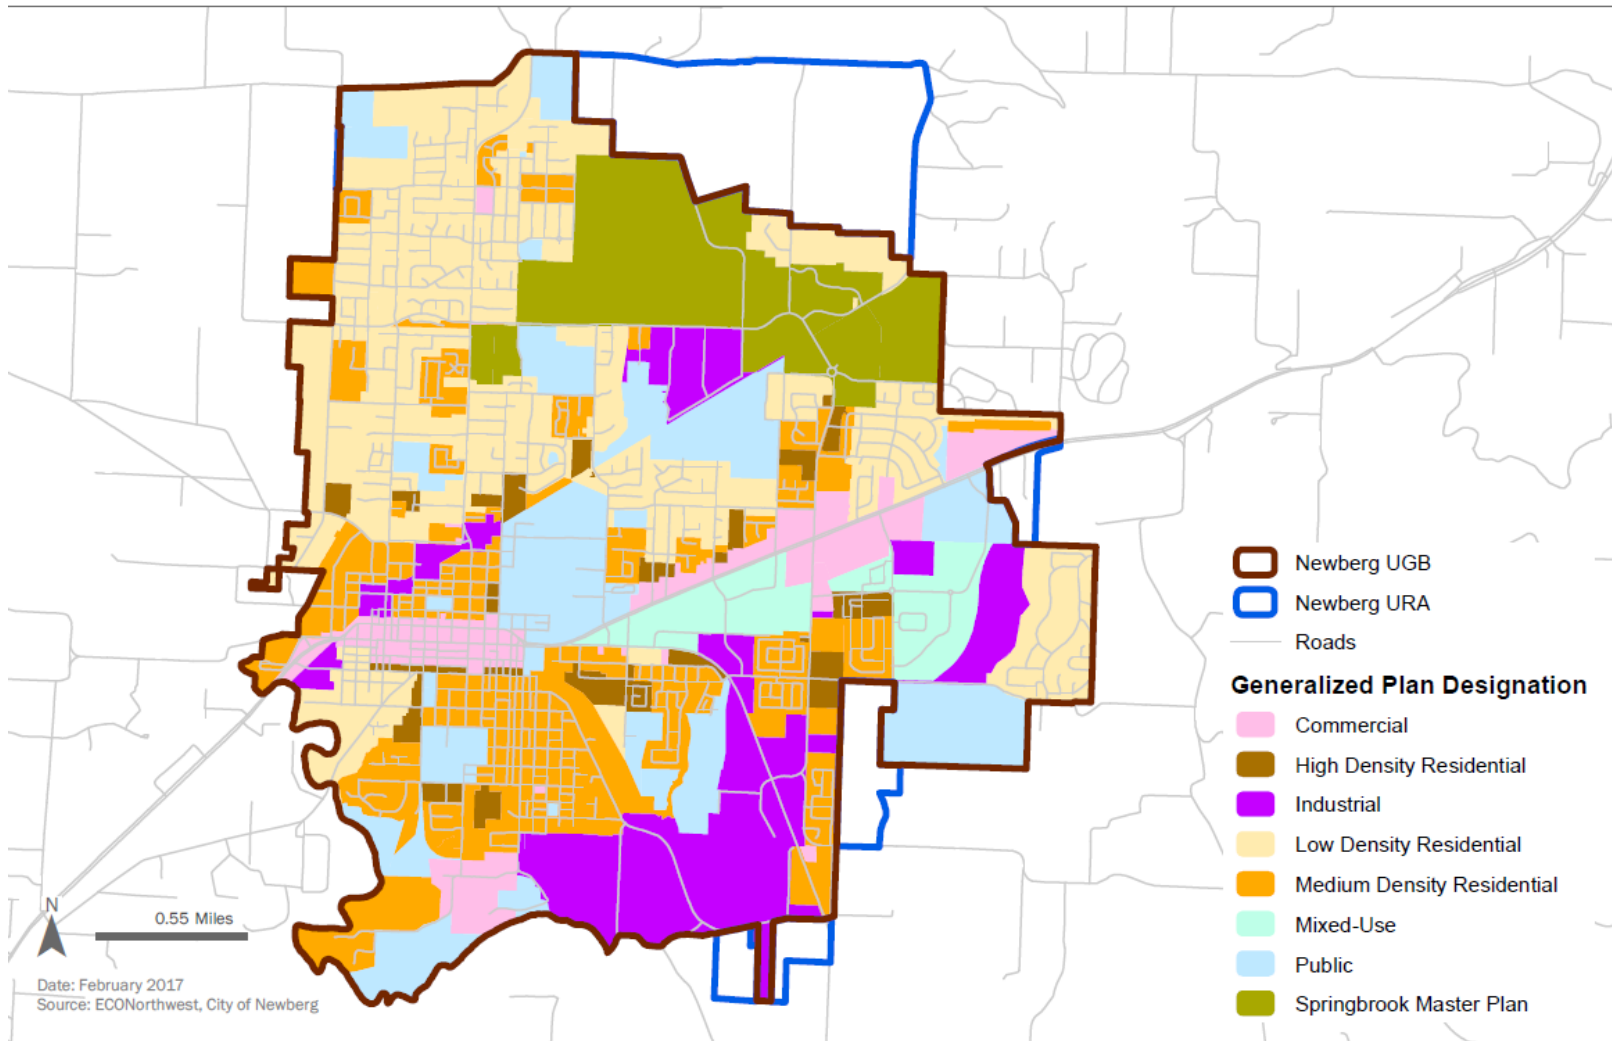 Newberg UGB
Newberg URA
Roads
Generalized Plan Designation
Commercial
High Density Residential
Industrial
Low Density Residential
Medium Density Residential
Mixed-Use
Public
Springbrook Master Plan
N
0.55 Miles
Date: February 2017
Source: ECONorthwest, City of Newberg